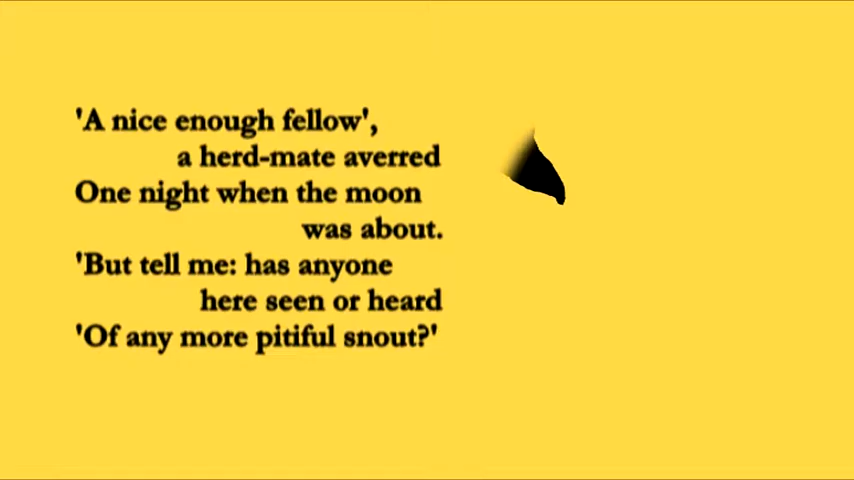 'A nice enough fellow',
a herd-mate averred
One night when the moon
was about.
'But tell me: has anyone
here seen or heard
'Of any more pitiful snout?'